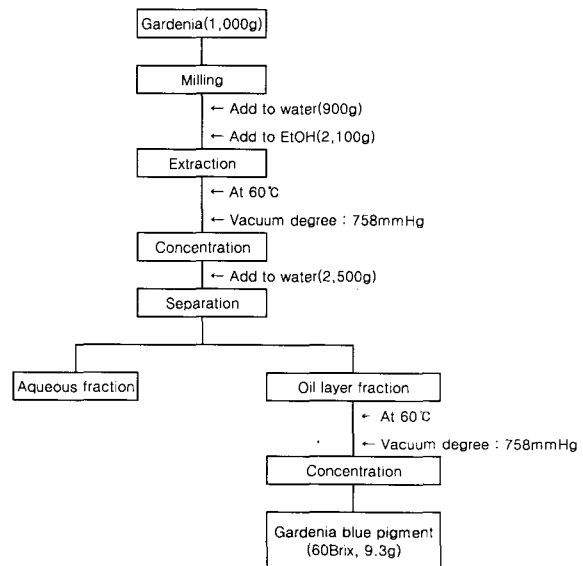 Gardenia(1,000g)
Milling
← Add to water(900g)
← Add to EtOH(2,100g)
Extraction
← At 60℃
← Vacuum degree : 758mmHg
Concentration
← Add to water(2,500g)
Separation
Aqueous fraction
Oil layer fraction
← At 60℃
← Vacuum degree : 758mmHg
Concentration
Gardenia blue pigment
(60Brix, 9.3g)